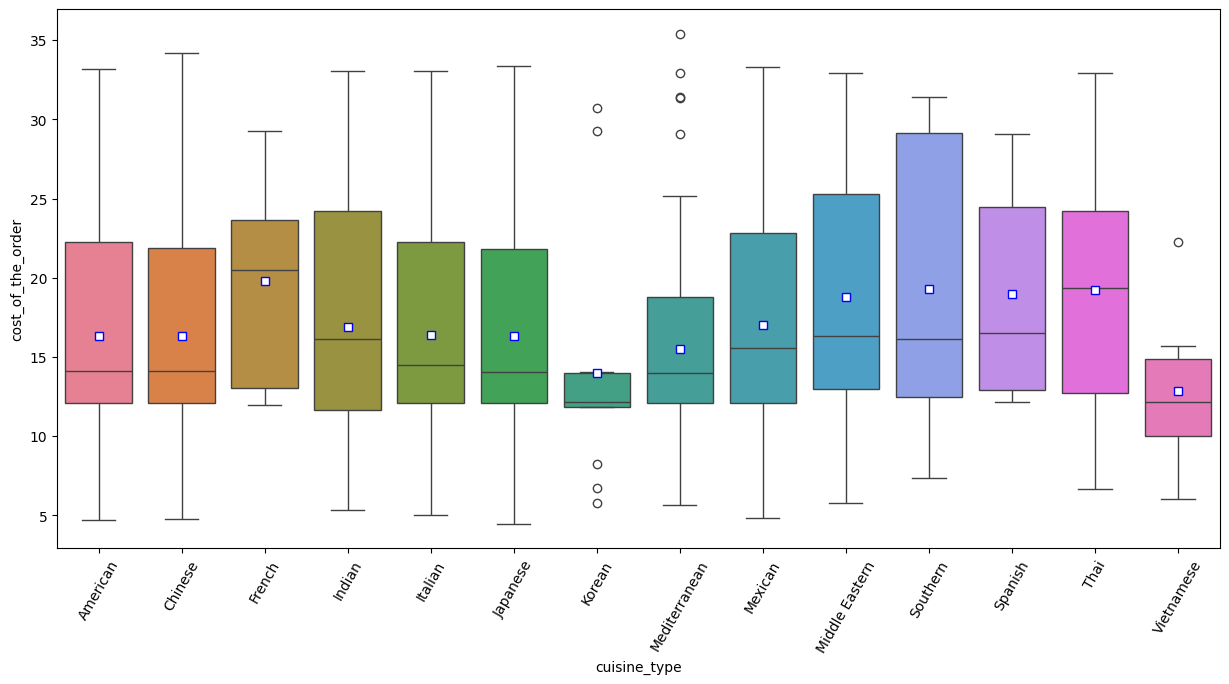 cost_of_the_order
35
30
25
20
15
10
5
American
Chinese
French
Indian
Italian
Japanese
Korean
Mediterranean
Mexican
Middle Eastern
Southern
Spanish
Thai
Vietnamese
cuisine_type